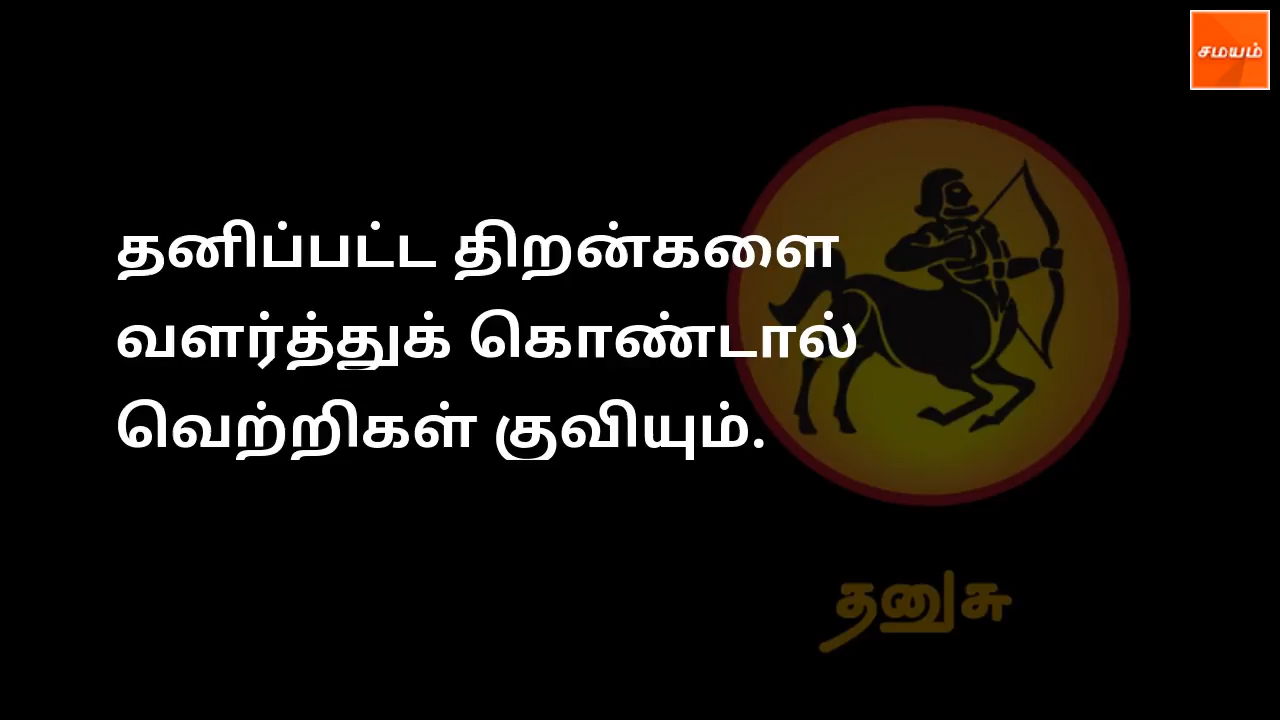 சமயம்
தனிப்பட்ட திறன்களை
வளர்த்துக் கொண்டால்
வெற்றிகள் குவியும்.
தனுசு